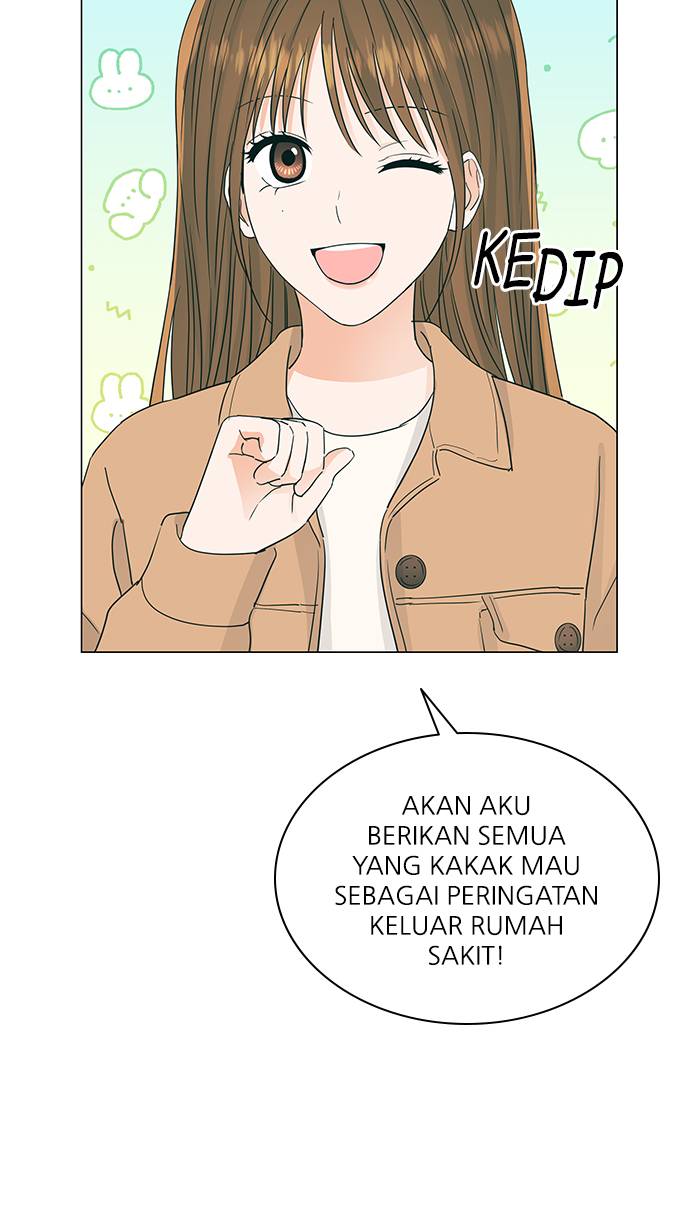 KEDIP
AKAN AKU
BERIKAN SEMUA
YANG KAKAK MAU
SEBAGAI PERINGATAN
KELUAR RUMAH
SAKIT!